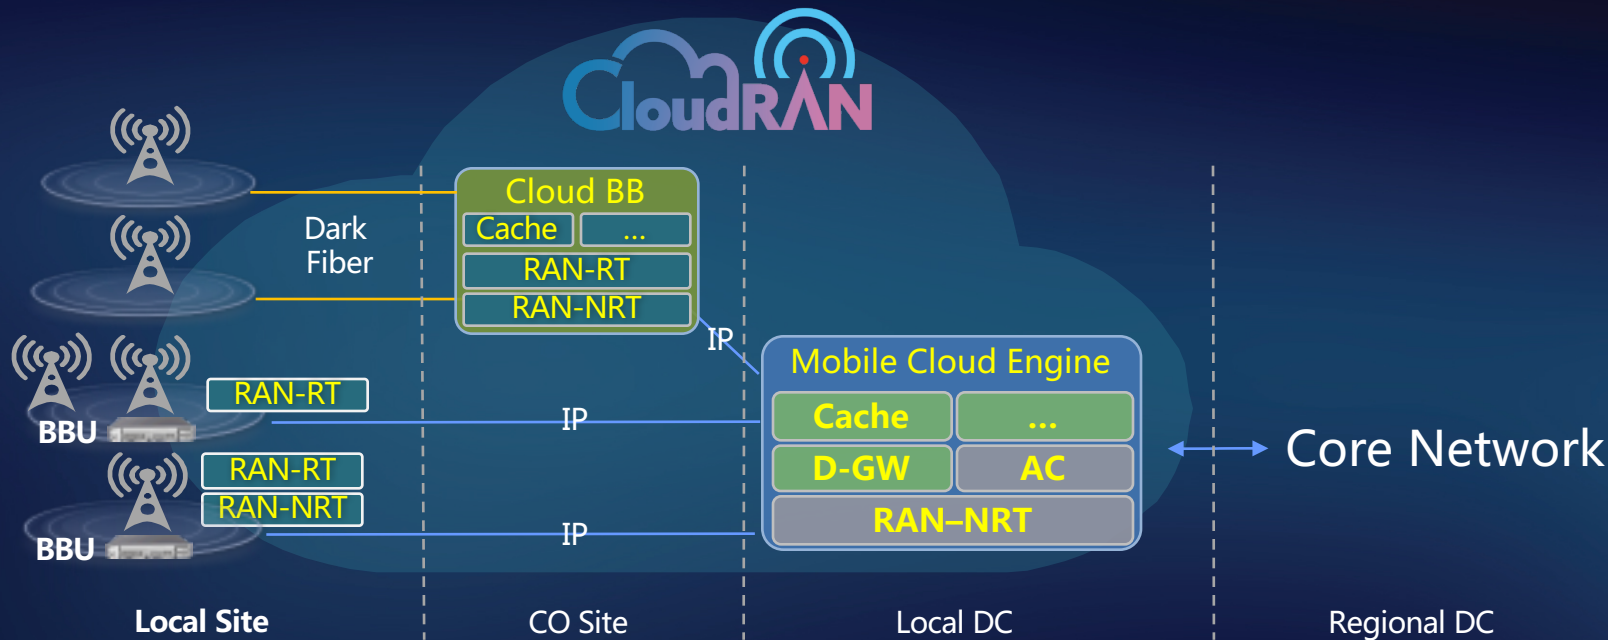 CloudRAN
Dark
Fiber
Cloud BB
Cache
...
RAN-RT
RAN-NRT
IP
RAN-RT
BBU
IP
RAN-RT
RAN-NRT
BBU
IP
Mobile Cloud Engine
Cache
...
D-GW
AC
RAN–NRT
Core Network
Local Site
CO Site
Local DC
Regional DC